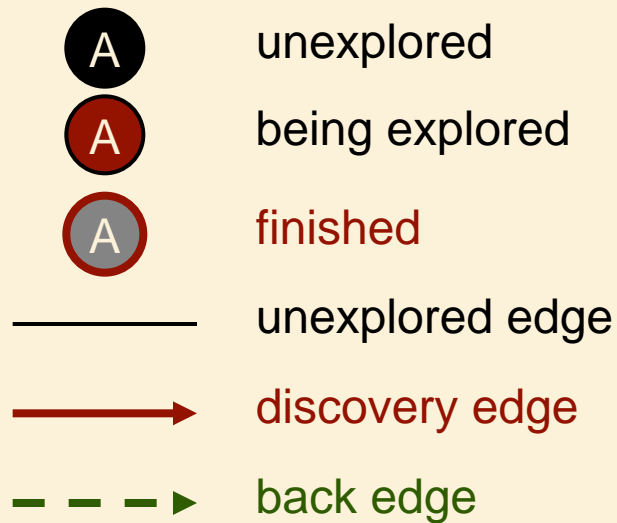 A unexplored
A being explored
A finished
unexplored edge
discovery edge
back edge